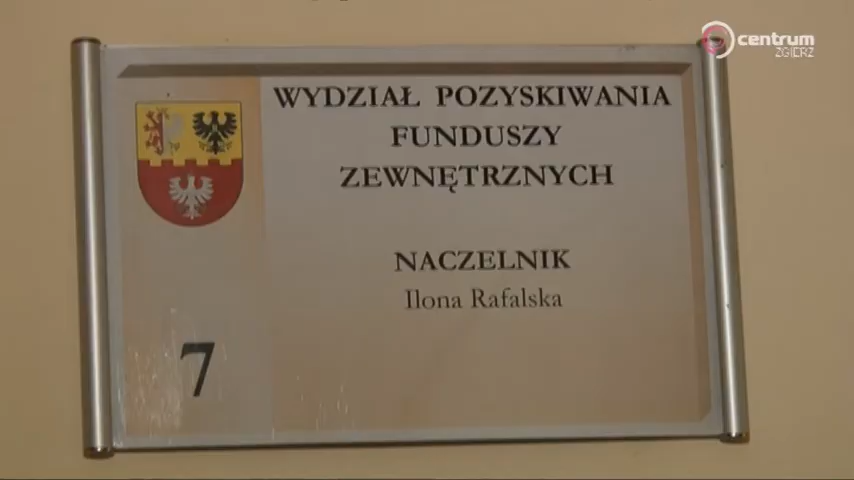 centrum
ZGIERZ
WYDZIAŁ POZYSKIWANIA
FUNDUSZY
ZEWNĘTRZNYCH
NACZELNIK
Ilona Rafalska
7